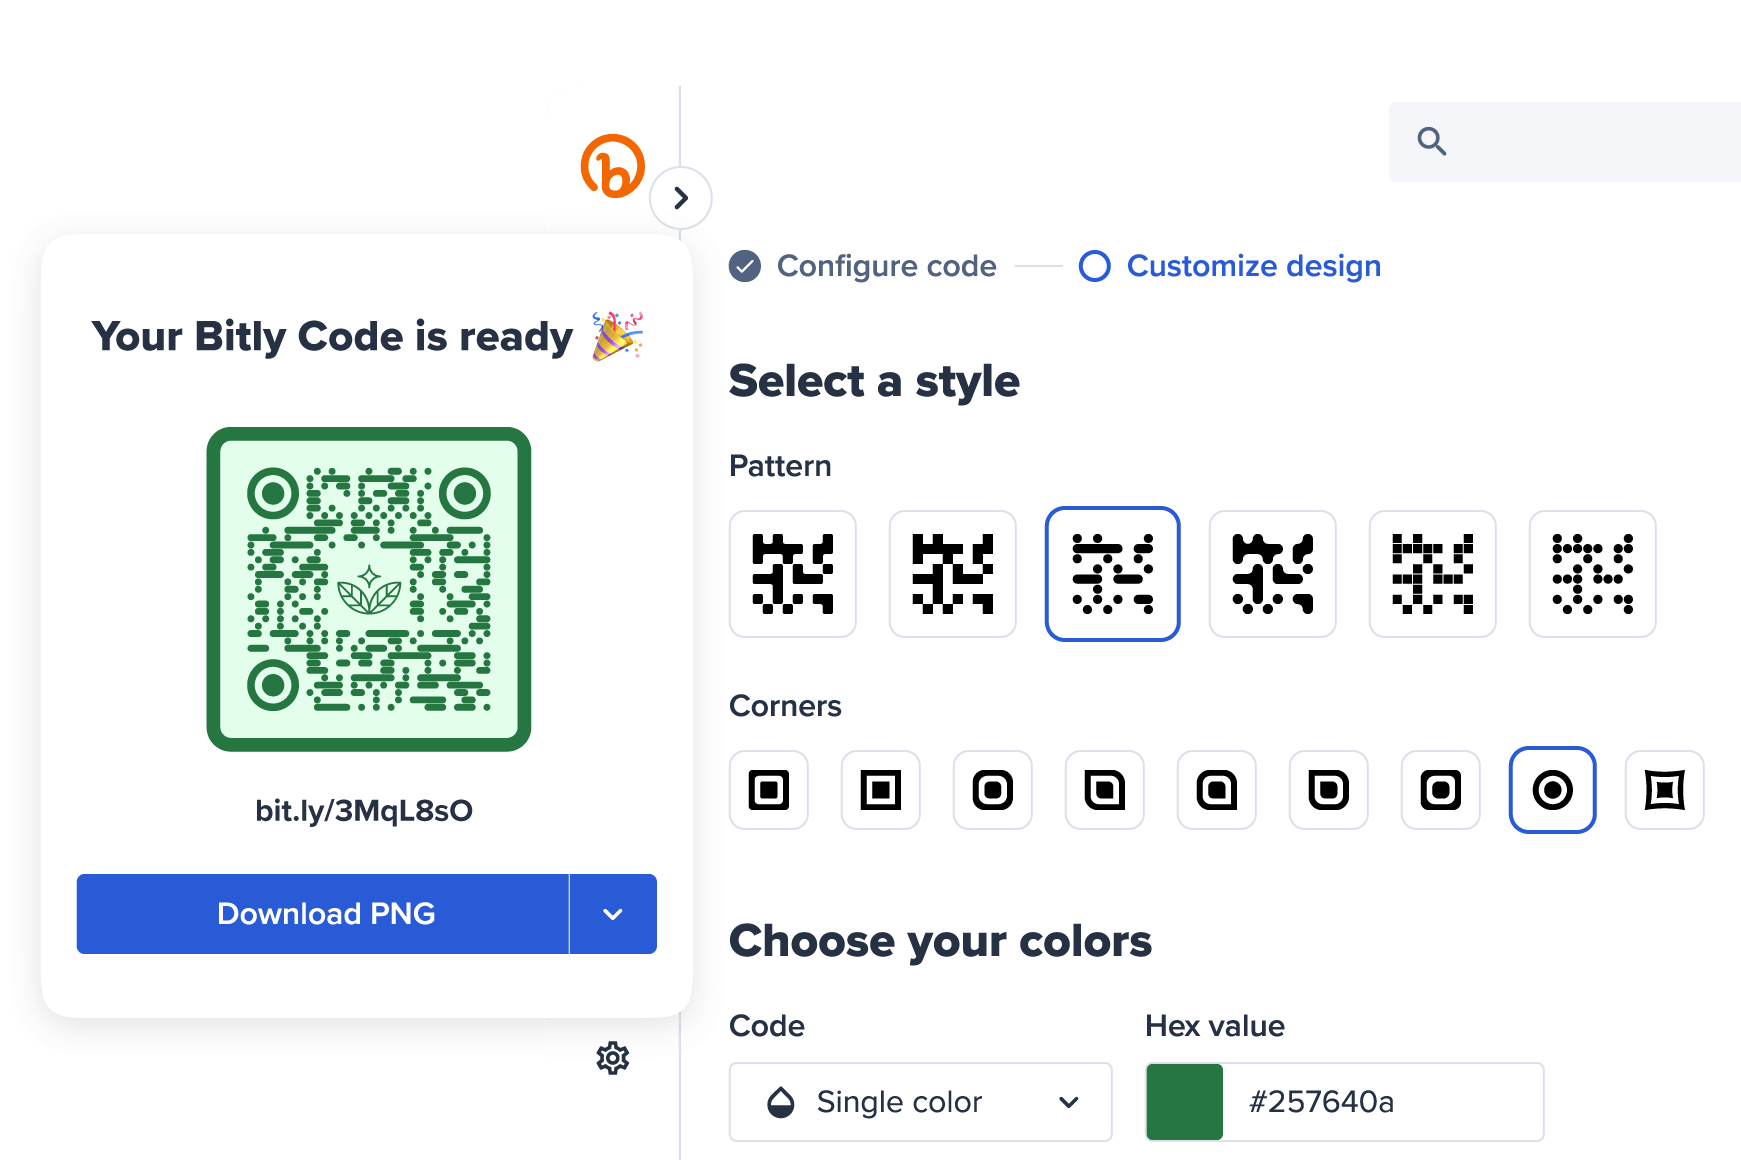 Your Bitly Code is ready
bit.ly/3MqL8sO
Download PNG
Configure code
Customize design
Select a style
Pattern
Corners
Choose your colors
Code
Hex value
Single color
#257640a